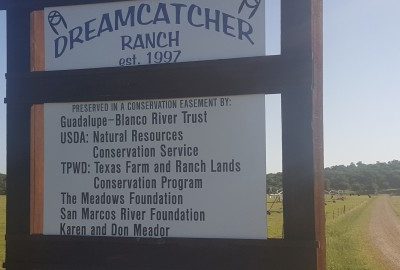 DREAMCATCHER
RANCH
est. 1997
PRESERVED IN A CONSERVATION EASEMENT BY:
Guadalupe-Blanco River Trust
USDA: Natural Resources
Conservation Service
TPWD: Texas Farm and Ranch Lands
Conservation Program
The Meadows Foundation
San Marcos River Foundation
Karen and Don Meador